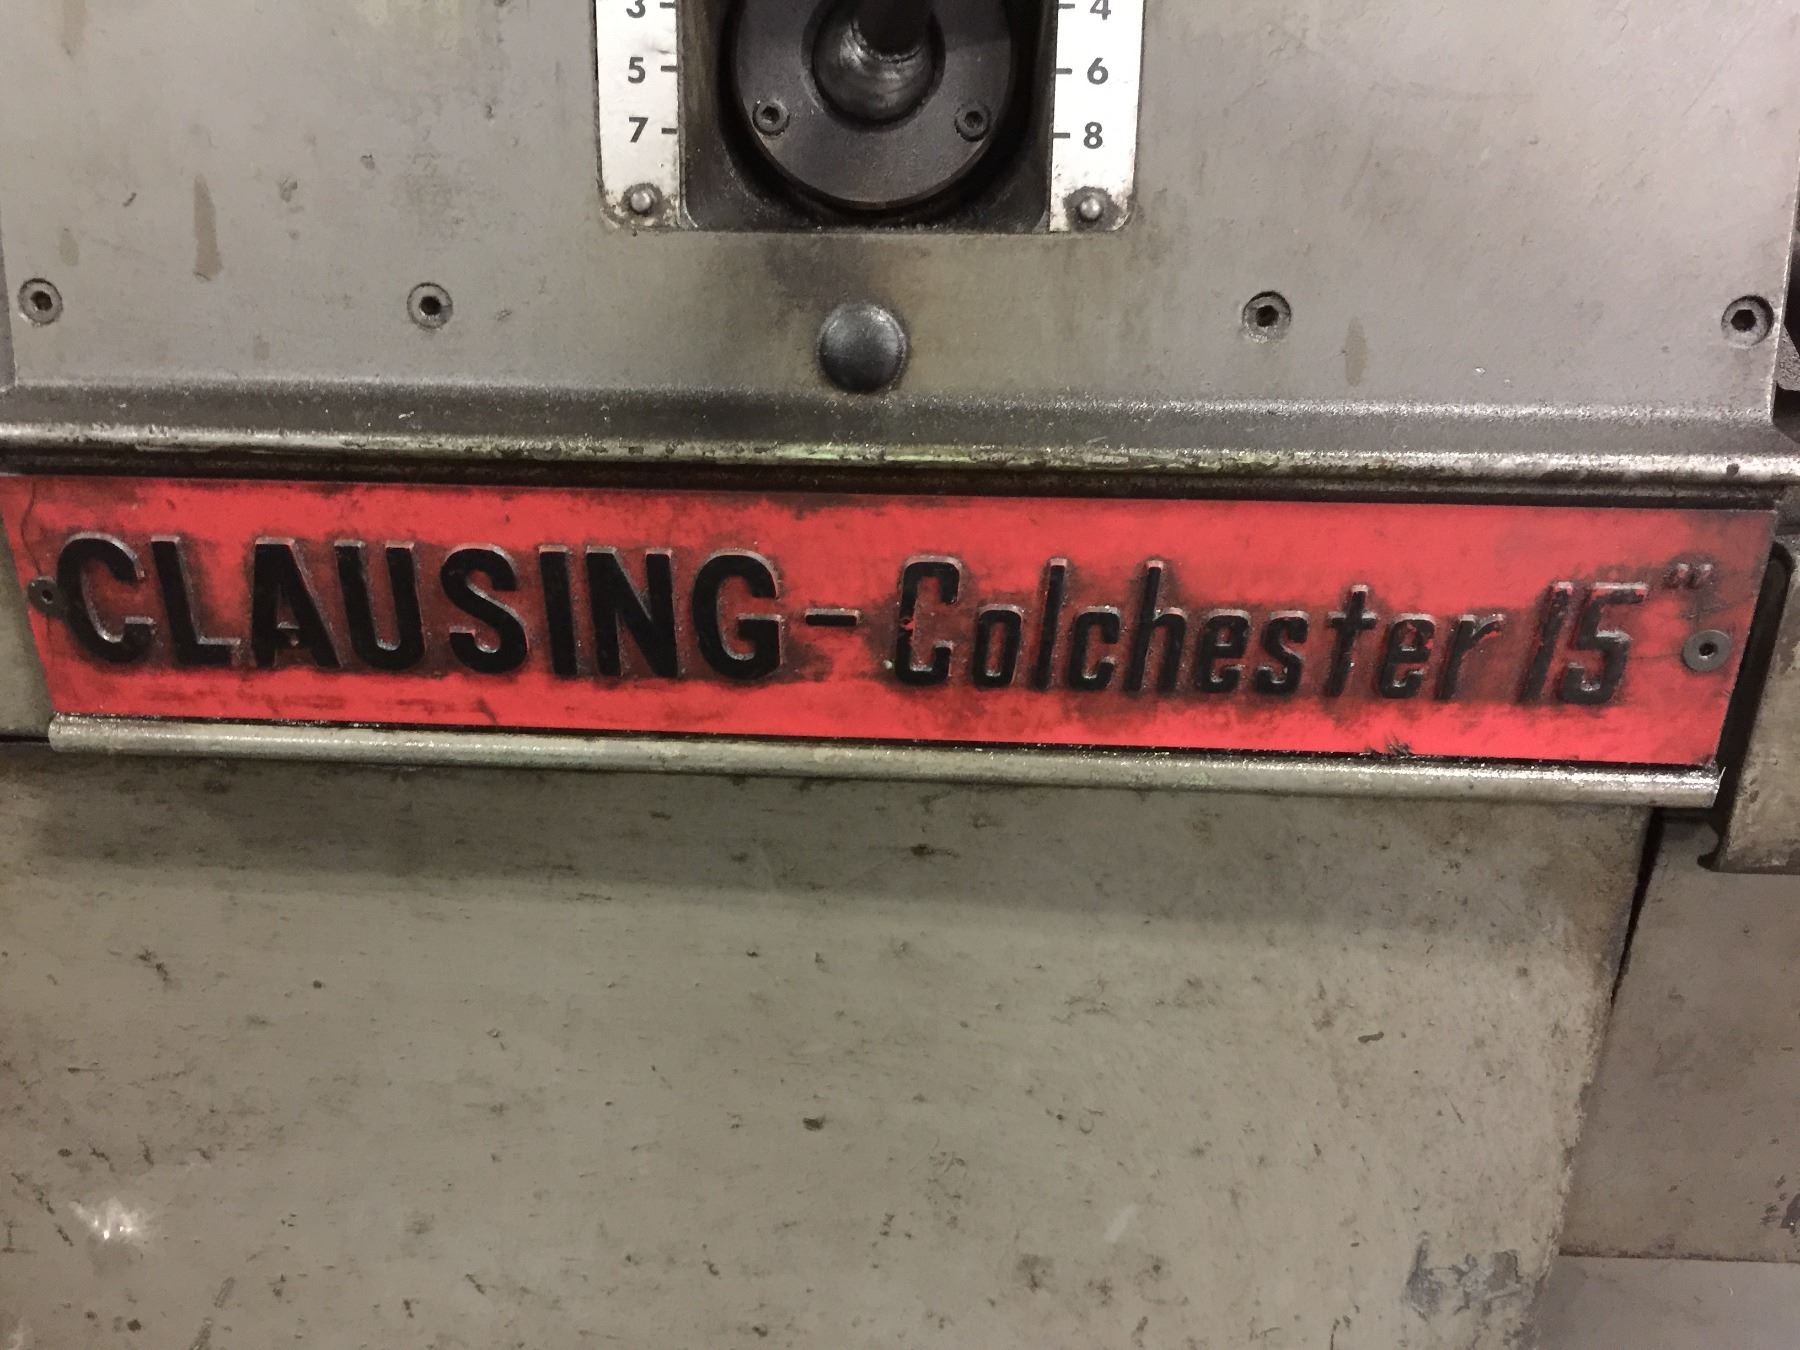 3 4
5 6
7 8
CLAUSING - Colchester 15"